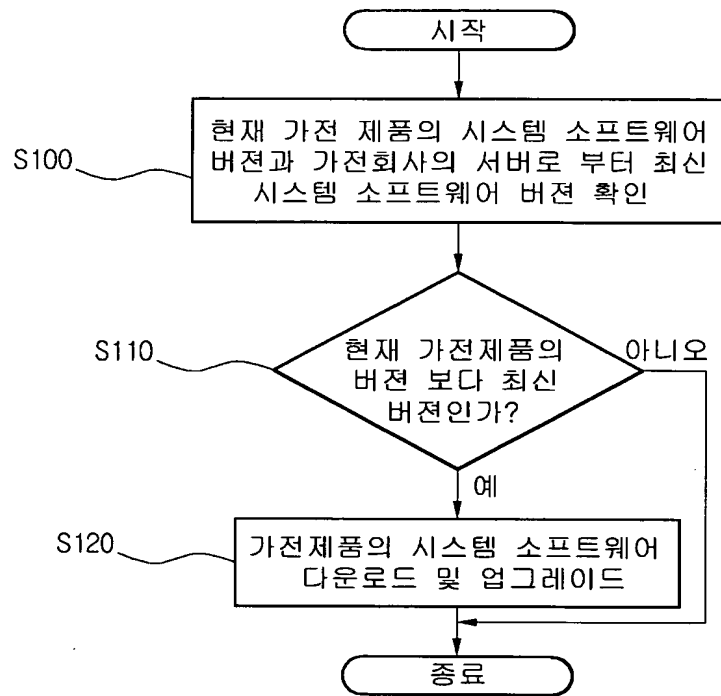 시작
현재 가전 제품의 시스템 소프트웨어
버젼과 가전회사의 서버로 부터 최신
시스템 소프트웨어 버젼 확인
S100
S110
현재 가전제품의
버젼 보다 최신
버젼인가?
아니오
예
S120
가전제품의 시스템 소프트웨어
다운로드 및 업그레이드
종료